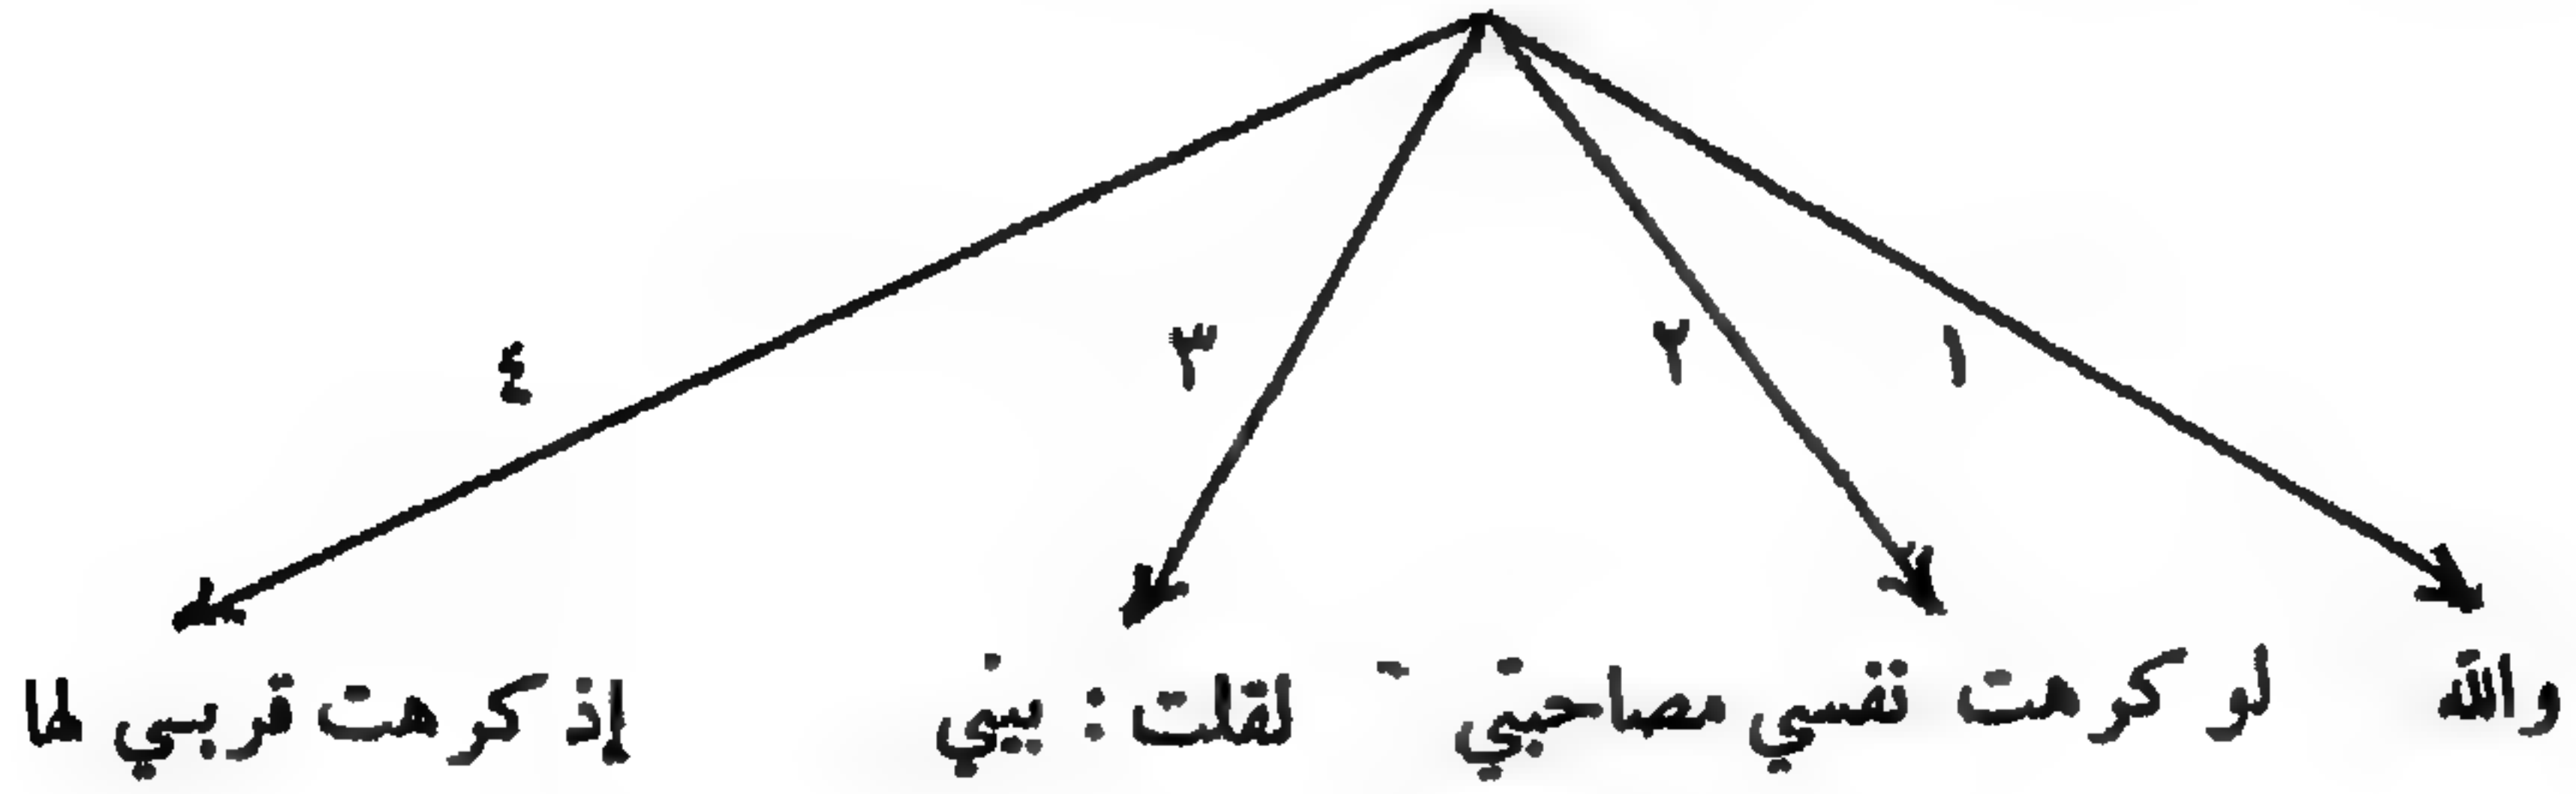 ١ ٢ ٣ ٤
والله لو كرهت نفسي مصاحبتي - لقلت : بيني إذ كرهت قربي لها